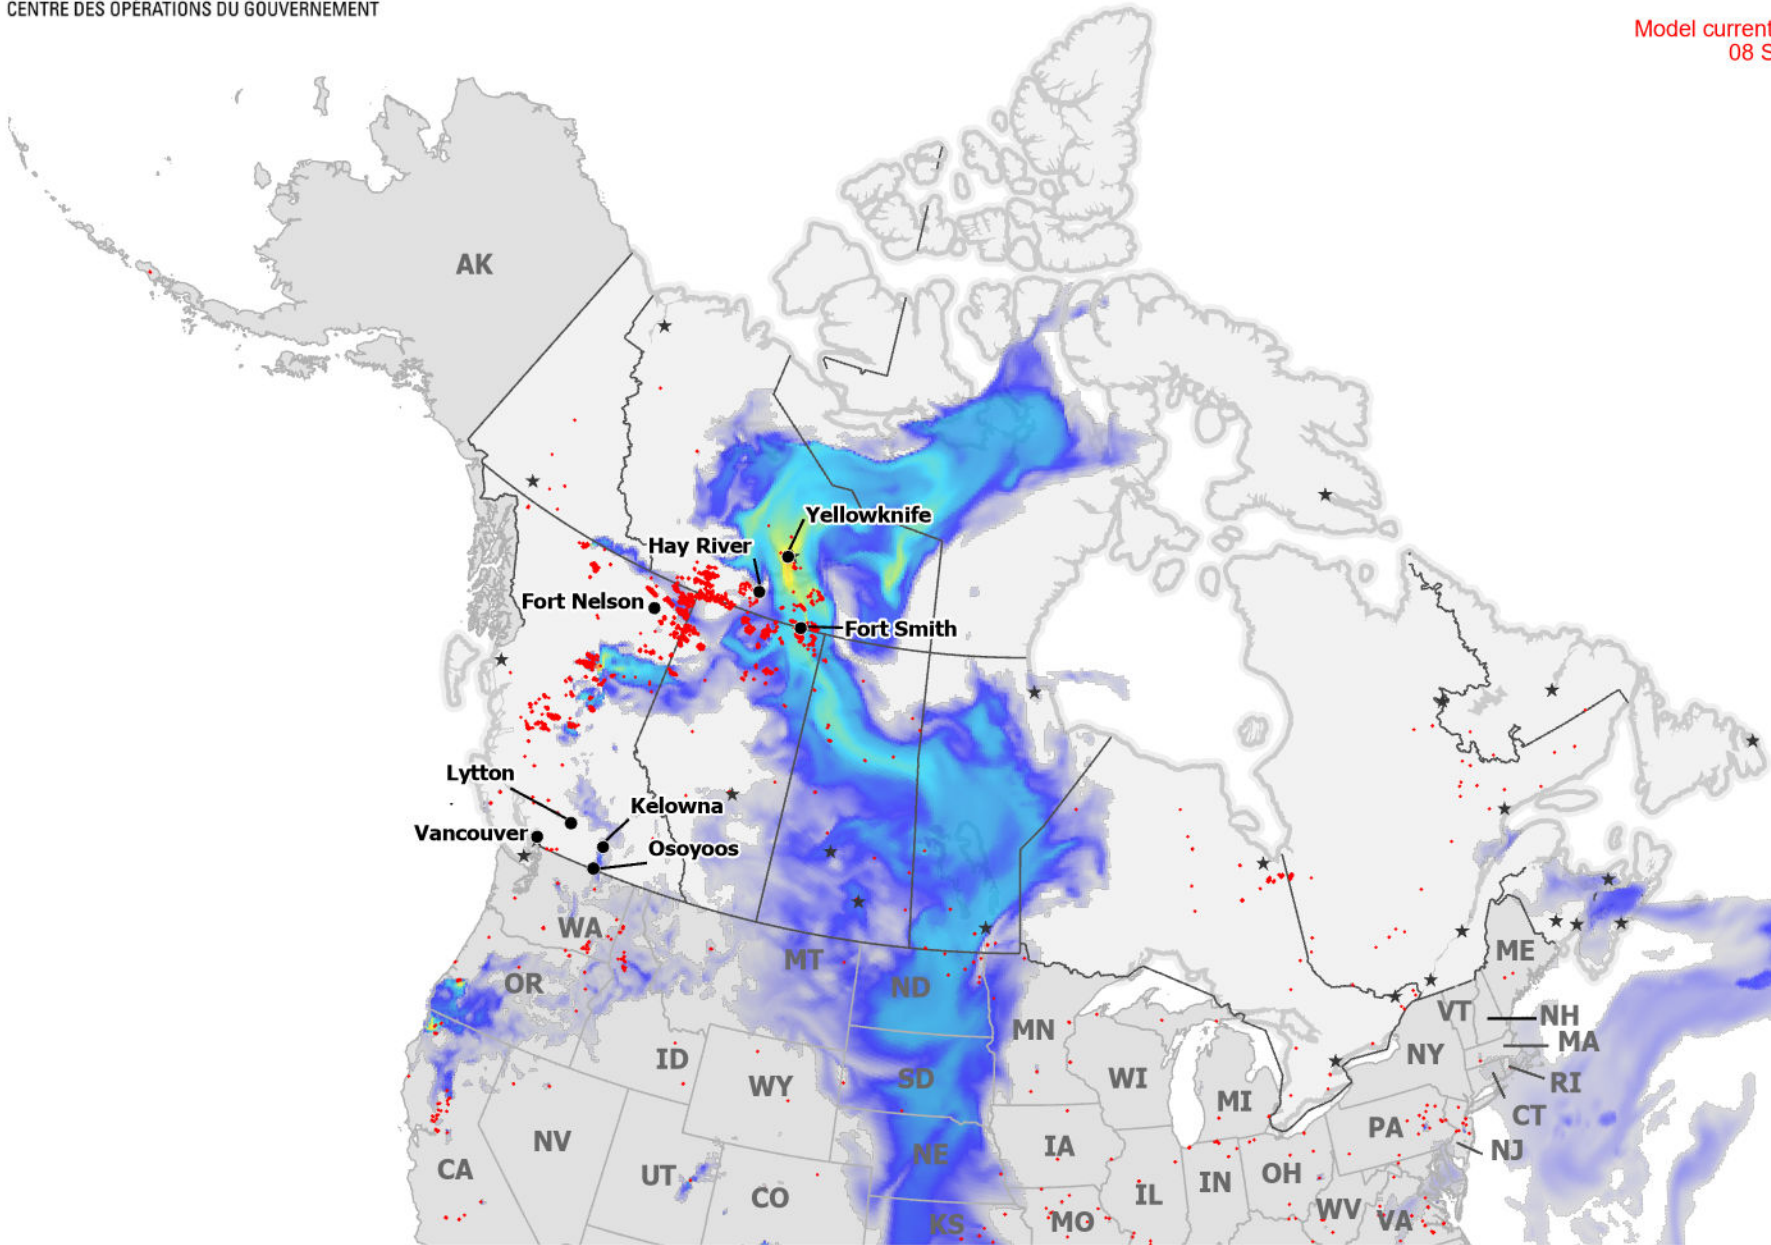 CENTRE DES OPÉRATIONS DU GOUVERNEMENT
Model current
08 S
AK
Yellowknife
Hay River
Fort Nelson
Fort Smith
Lytton
Kelowna
Vancouver
Osoyoos
WA
MT
ND
OR
MN
ME
VT
NH
MA
NY
RI
ID
WY
SD
WI
MI
CT
PA
NJ
NV
NE
IA
CA
UT
CO
IL
IN
OH
KS
MO
WV
VA